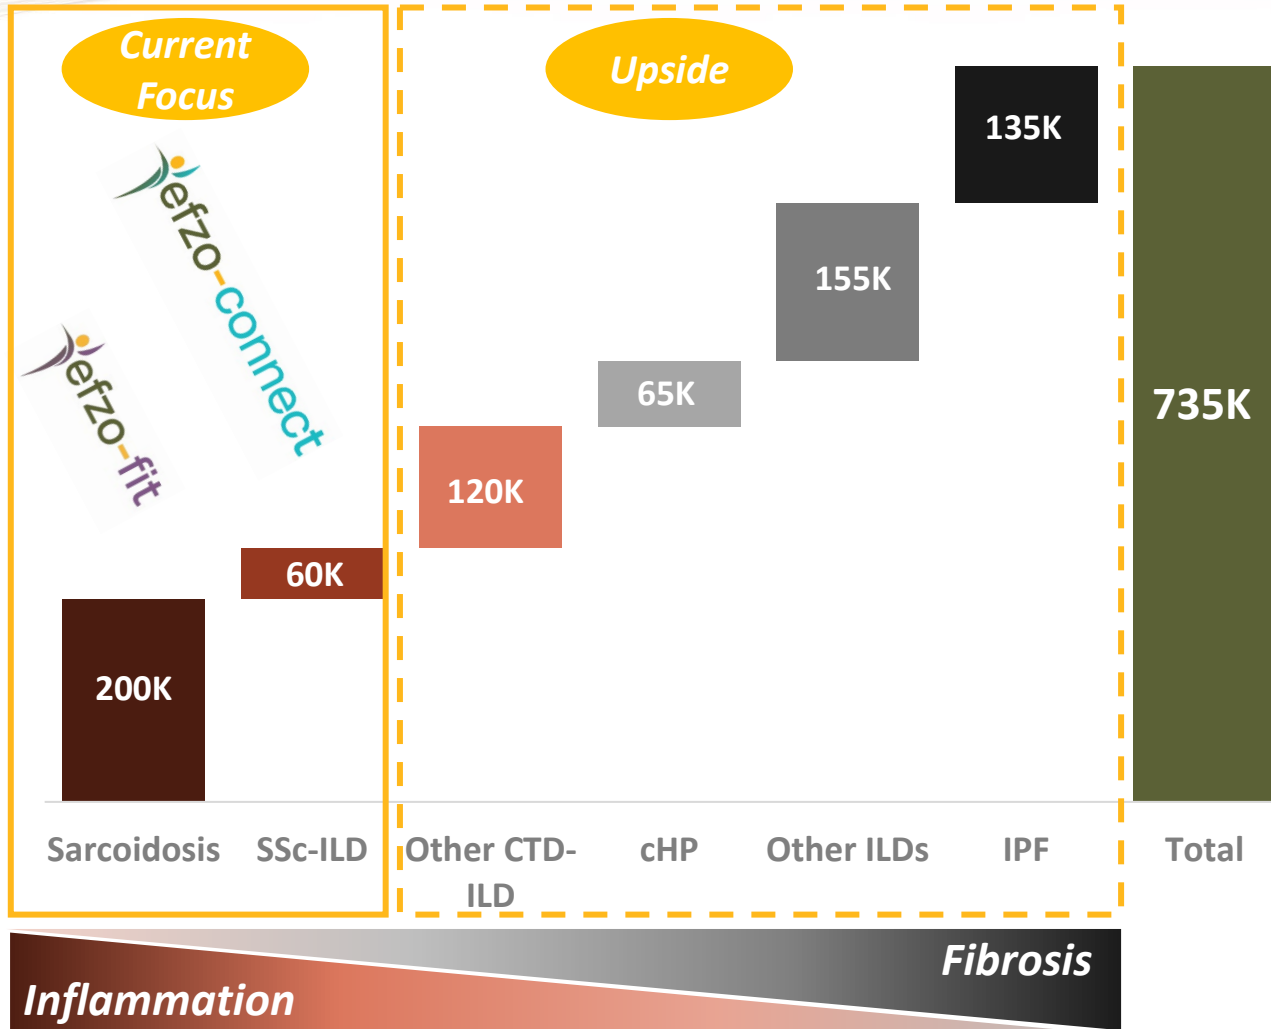 Current
Focus
Upside
efzo-connect
efzo-fit
135K
155K
65K
735K
120K
60K
200K
Sarcoidosis
SSc-ILD
Other CTD-
ILD
cHP
Other ILDs
IPF
Total
Fibrosis
Inflammation